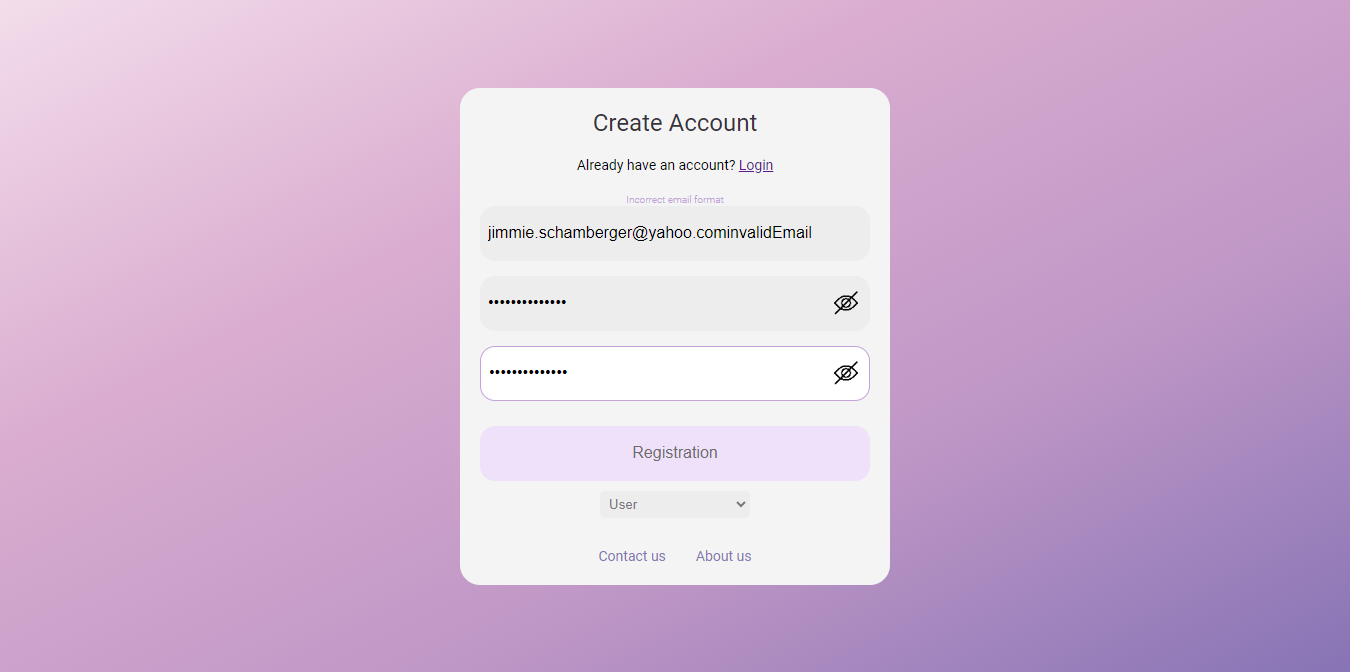 Create Account
Already have an account? Login
Incorrect email format
jimmie.schamberger@yahoo.cominvalidEmail
••••••••••••••
••••••••••••••
Registration
User
Contact us About us